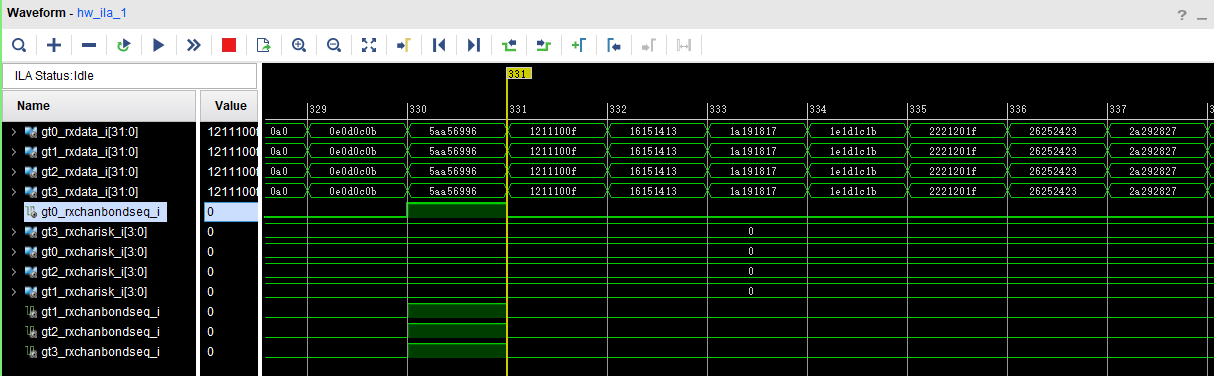 Waveform - hw_ila_1
? _
ILA Status:Idle
Name Value
331
329 330 331 332 333 334 335 336 337
gt0_rxdata_i[31:0] 1211100f 0a0 0e0d0c0b 5aa56996 1211100f 16151413 1a191817 1e1d1c1b 2221201f 26252423 2a292827
gt1_rxdata_i[31:0] 1211100f 0a0 0e0d0c0b 5aa56996 1211100f 16151413 1a191817 1e1d1c1b 2221201f 26252423 2a292827
gt2_rxdata_i[31:0] 1211100f 0a0 0e0d0c0b 5aa56996 1211100f 16151413 1a191817 1e1d1c1b 2221201f 26252423 2a292827
gt3_rxdata_i[31:0] 1211100f 0a0 0e0d0c0b 5aa56996 1211100f 16151413 1a191817 1e1d1c1b 2221201f 26252423 2a292827
gt0_rxchanbondseq_i 0
gt3_rxcharisk_i[3:0] 0 0
gt0_rxcharisk_i[3:0] 0 0
gt2_rxcharisk_i[3:0] 0 0
gt1_rxcharisk_i[3:0] 0 0
gt1_rxchanbondseq_i 0
gt2_rxchanbondseq_i 0
gt3_rxchanbondseq_i 0